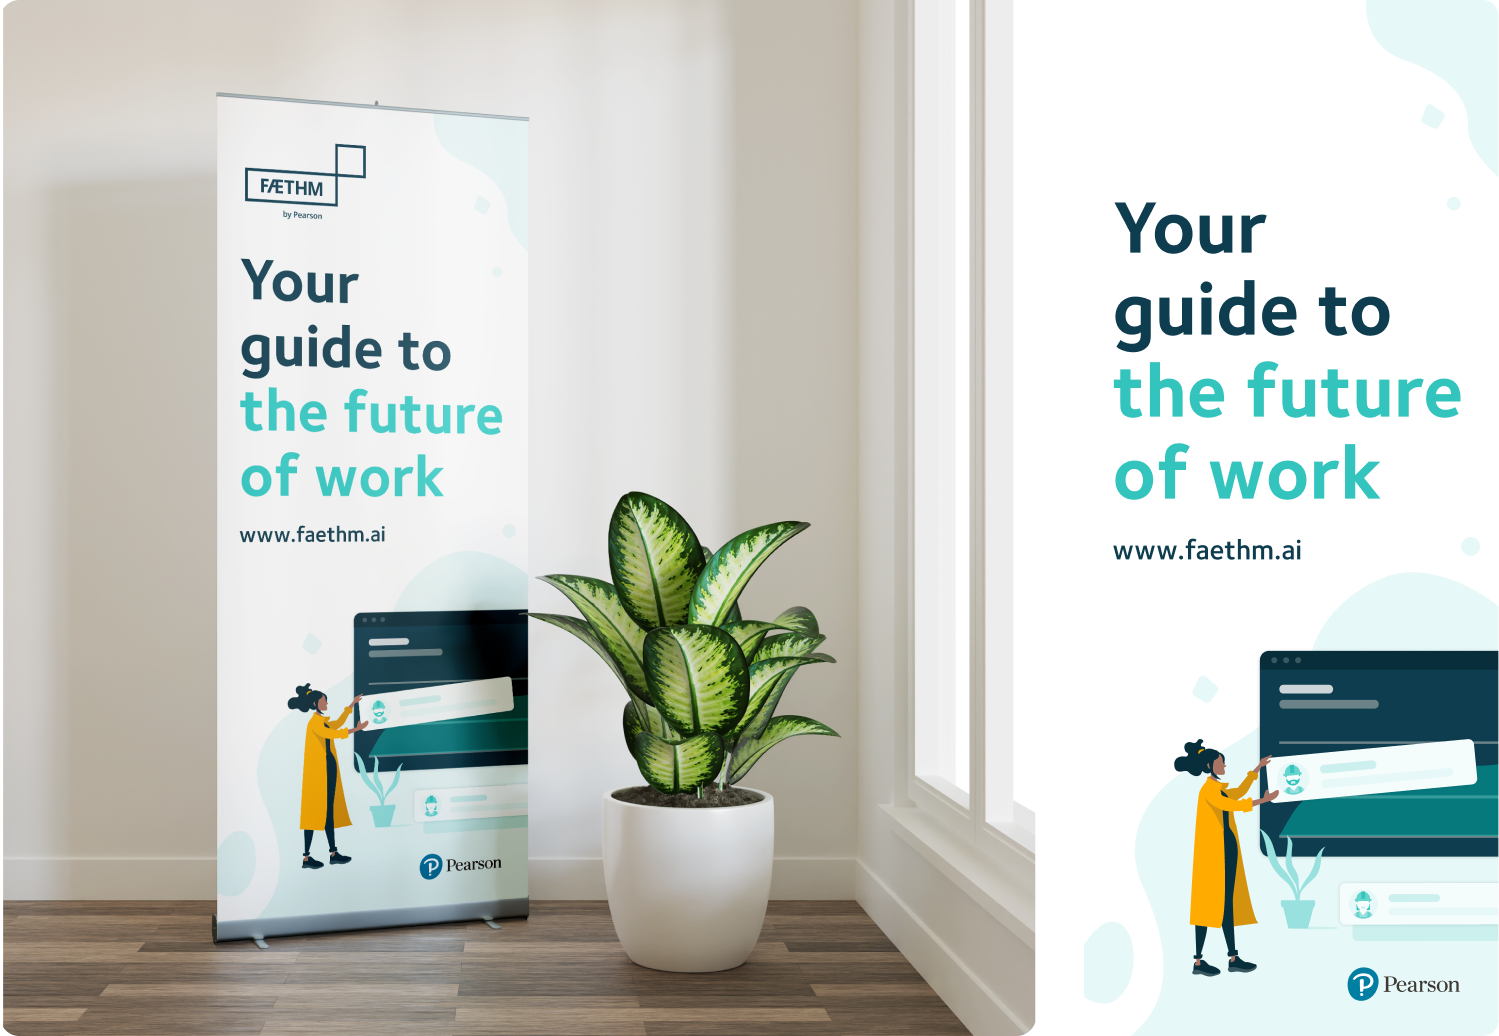 FÆTHM
by Pearson
Your
guide to
the future
of work
www.faethm.ai
Pearson
Your
guide to
the future
of work
www.faethm.ai
Pearson